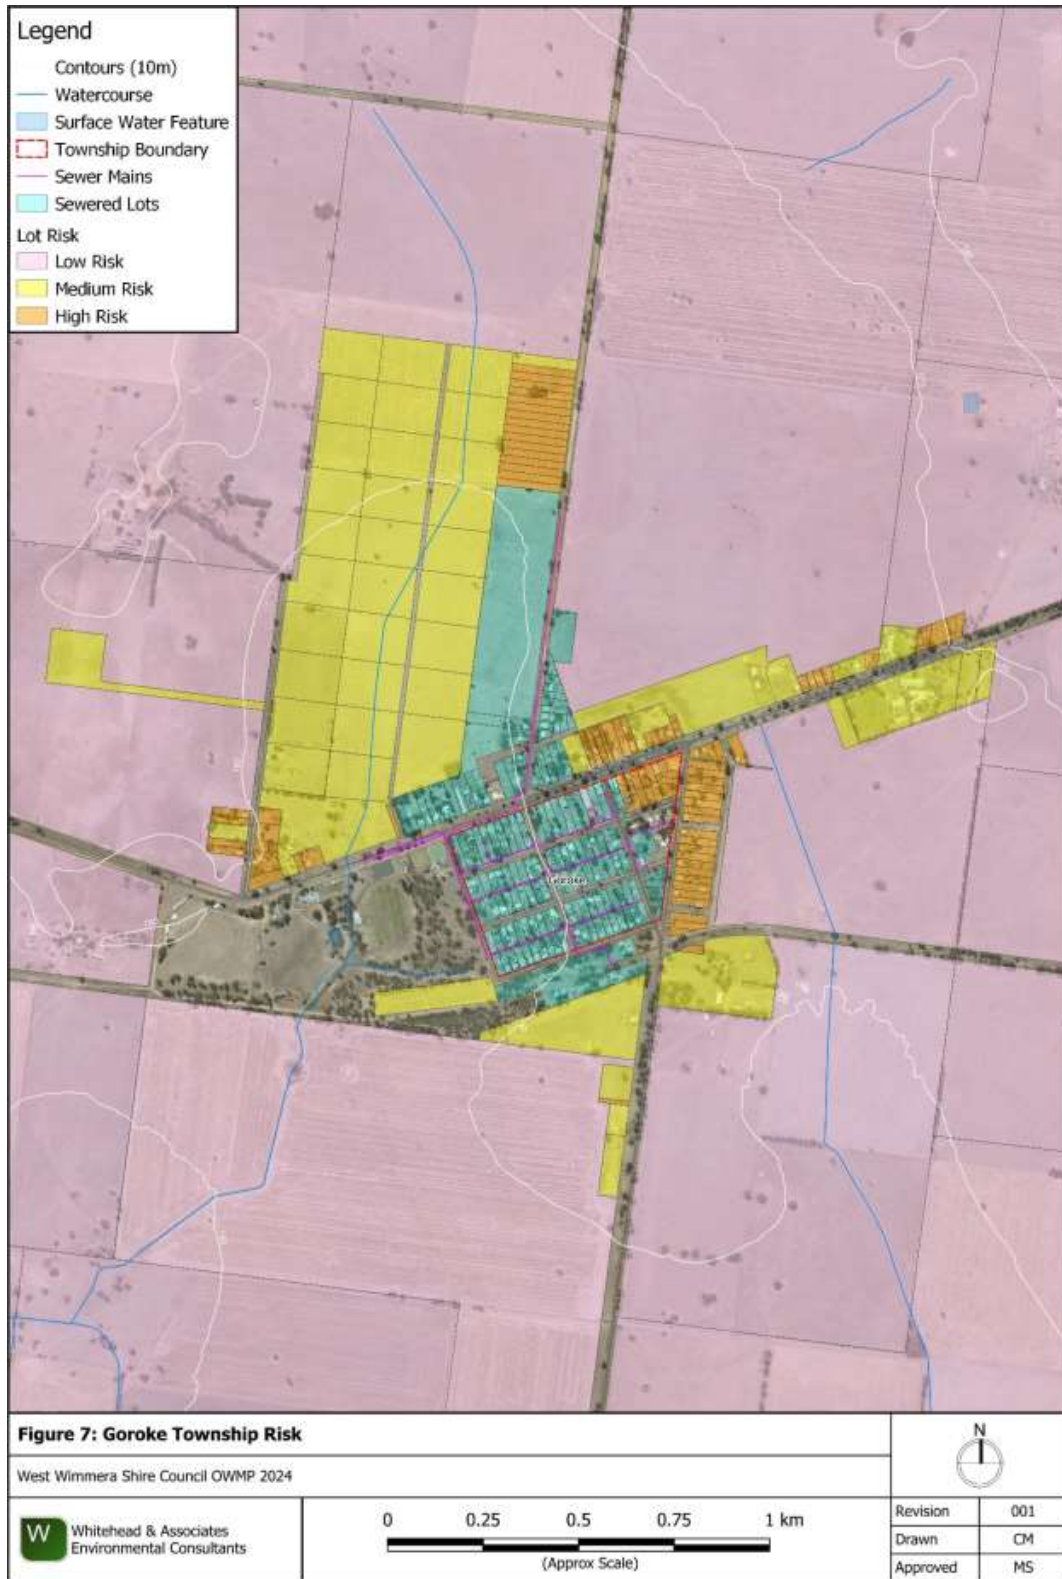 Legend
Contours (10m)
Watercourse
Surface Water Feature
Township Boundary
Sewer Mains
Sewered Lots
Lot Risk
Low Risk
Medium Risk
High Risk
Goroke
Figure 7: Goroke Township Risk
West Wimmera Shire Council OWMP 2024
N
W
Whitehead & Associates
Environmental Consultants
0 0.25 0.5 0.75 1 km
(Approx Scale)
Revision 001
Drawn CM
Approved MS